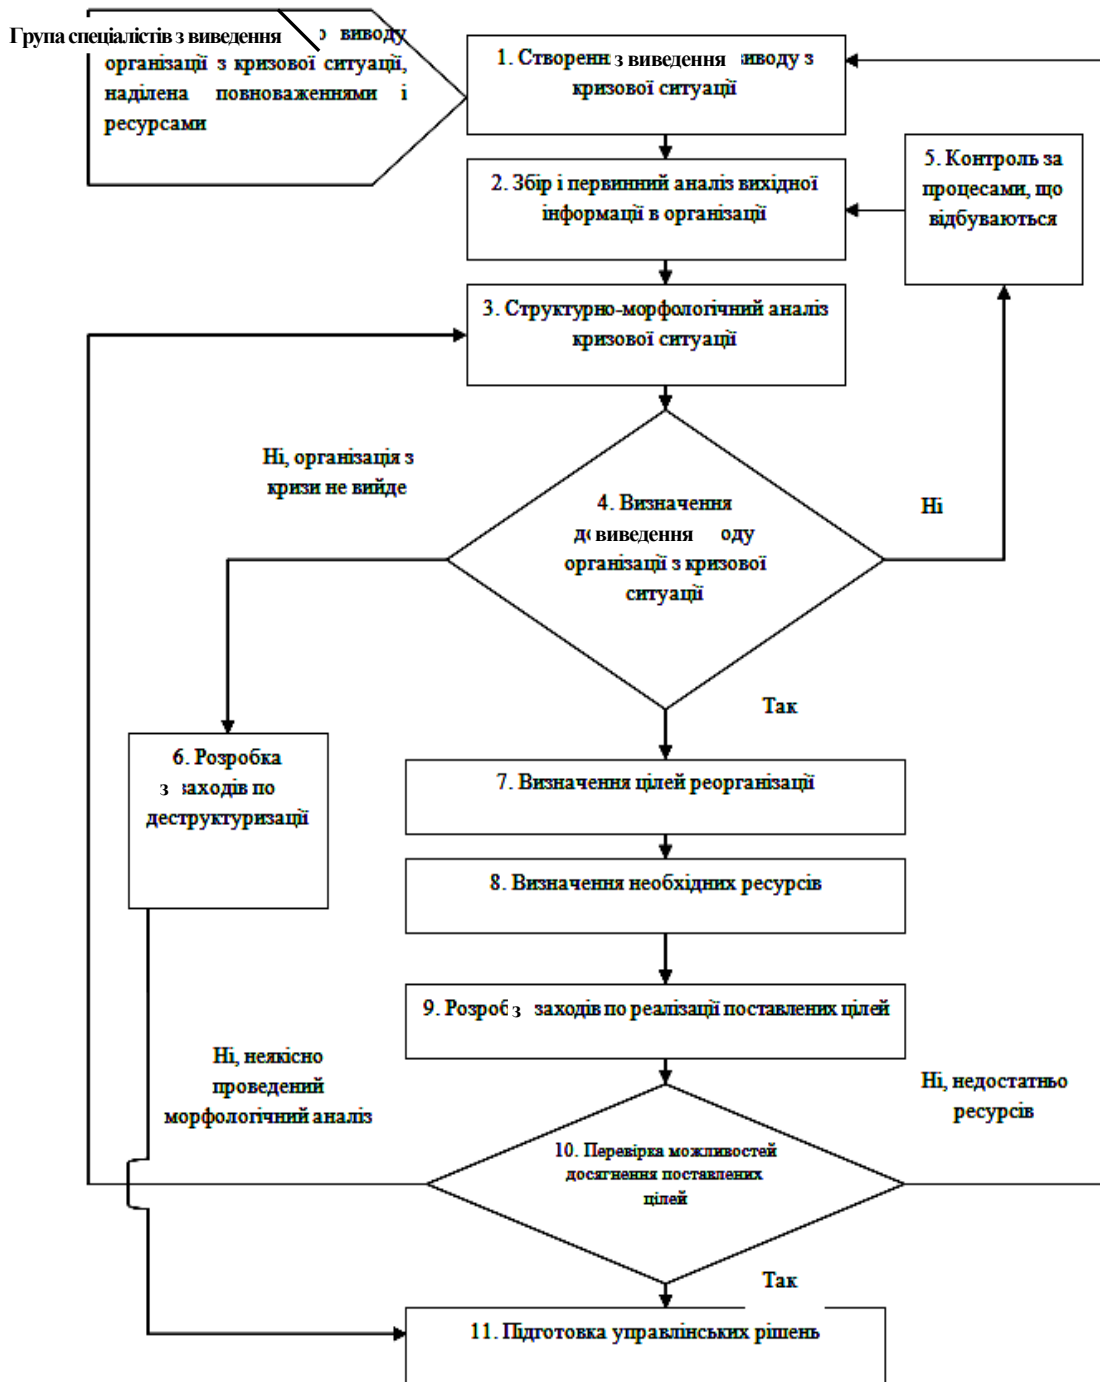 Група спеціалістів з виведення виводу
організації з кризової ситуації,
наділена повноваженнями і
ресурсами
1. Створенн з виведення виводу з
кризової ситуації
2. Збір і первинний аналіз вихідної
інформації в організації
5. Контроль за
процесами, що
відбуваються
3. Структурно-морфологічний аналіз
кризової ситуації
Ні, організація з
кризи не вийде
4. Визначення
виведення
організації з кризової
ситуації
Ні
Так
6. Розробка
з заходів по
деструктуризації
7. Визначення цілей реорганізації
8. Визначення необхідних ресурсів
9. Розроб з заходів по реалізації поставлених цілей
Ні, неякісно
проведений
морфологічний аналіз
Ні, недостатньо
ресурсів
10. Перевірка можливостей
досягнення поставлених
цілей
Так
11. Підготовка управлінських рішень